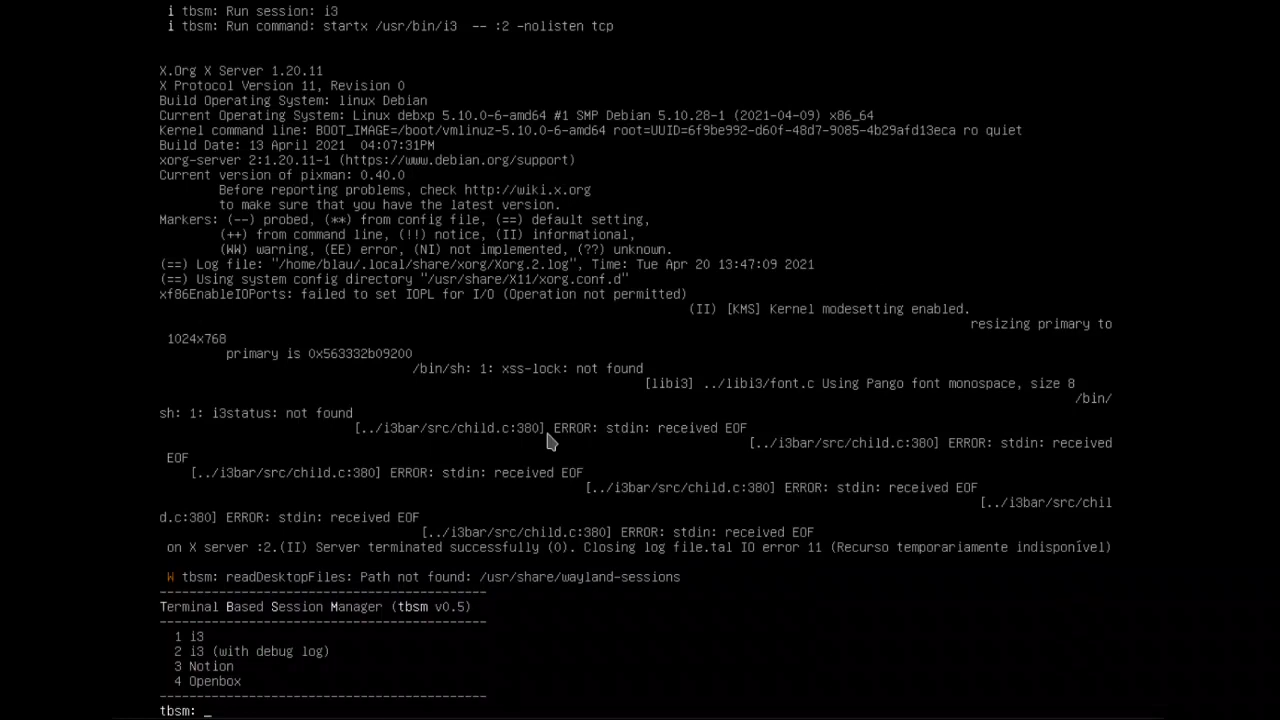 i tbsm: Run session: i3
i tbsm: Run command: startx /usr/bin/i3  -- :2 -nolisten tcp
X.Org X Server 1.20.11
X Protocol Version 11, Revision 0
Build Operating System: linux Debian
Current Operating System: Linux debxp 5.10.0-6-amd64 #1 SMP Debian 5.10.28-1 (2021-04-09) x86_64
Kernel command line: BOOT_IMAGE=/boot/vmlinuz-5.10.0-6-amd64 root=UUID=6f9be992-d60f-48d7-9085-4b29afd13eca ro quiet
Build Date: 13 April 2021  04:07:31PM
xorg-server 2:1.20.11-1 (https://www.debian.org/support)
Current version of pixman: 0.40.0
Before reporting problems, check http://wiki.x.org
to make sure that you have the latest version.
Markers: (--) probed, (**) from config file, (==) default setting,
(++) from command line, (!!) notice, (II) informational,
(WW) warning, (EE) error, (NI) not implemented, (??) unknown.
(==) Log file: "/home/blau/.local/share/xorg/Xorg.2.log", Time: Tue Apr 20 13:47:09 2021
(==) Using system config directory "/usr/share/X11/xorg.conf.d"
xf86EnableIOPorts: failed to set IOPL for I/O (Operation not permitted)
(II) [KMS] Kernel modesetting enabled.
resizing primary to
1024x768
primary is 0x563332b09200
/bin/sh: 1: xss-lock: not found
[libi3] ../libi3/font.c Using Pango font monospace, size 8
/bin/
sh: 1: i3status: not found
[../i3bar/src/child.c:380] ERROR: stdin: received EOF
[../i3bar/src/child.c:380] ERROR: stdin: received
EOF
[../i3bar/src/child.c:380] ERROR: stdin: received EOF
[../i3bar/src/child.c:380] ERROR: stdin: received EOF
[../i3bar/src/chil
d.c:380] ERROR: stdin: received EOF
[../i3bar/src/child.c:380] ERROR: stdin: received EOF
on X server :2.(II) Server terminated successfully (0). Closing log file.tal IO error 11 (Recurso temporariamente indisponível)
W tbsm: readDesktopFiles: Path not found: /usr/share/wayland-sessions
--------------------------------------------
Terminal Based Session Manager (tbsm v0.5)
--------------------------------------------
1 i3
2 i3 (with debug log)
3 Notion
4 Openbox
--------------------------------------------
tbsm: _